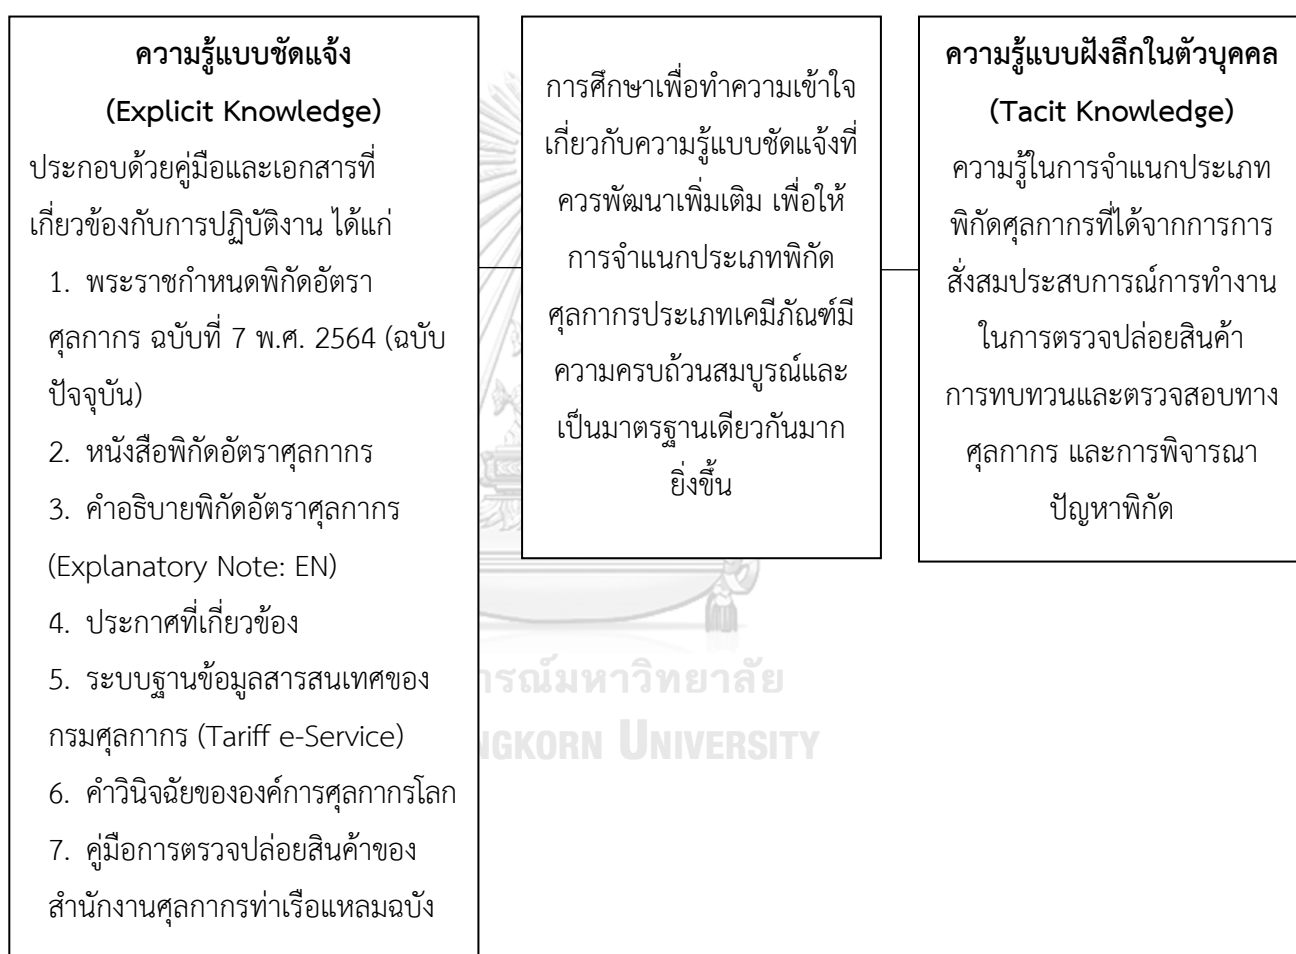 ความรู้แบบชัดแจ้ง
(Explicit Knowledge)
ประกอบด้วยคู่มือและเอกสารที่
เกี่ยวข้องกับการปฏิบัติงาน ได้แก่
1. พระราชกำหนดพิกัดอัตรา
ศุลกากร ฉบับที่ 7 พ.ศ. 2564 (ฉบับ
ปัจจุบัน)
2. หนังสือพิกัดอัตราศุลกากร
3. คำอธิบายพิกัดอัตราศุลกากร
(Explanatory Note: EN)
4. ประกาศที่เกี่ยวข้อง
5. ระบบฐานข้อมูลสารสนเทศของ
กรมศุลกากร (Tariff e-Service)
6. คำวินิจฉัยขององค์การศุลกากรโลก
7. คู่มือการตรวจปล่อยสินค้าของ
สำนักงานศุลกากรท่าเรือแหลมฉบัง
การศึกษาเพื่อทำความเข้าใจ
เกี่ยวกับความรู้แบบชัดแจ้งที่
ควรพัฒนาเพิ่มเติม เพื่อให้
การจำแนกประเภทพิกัด
ศุลกากรประเภทเคมีภัณฑ์มี
ความครบถ้วนสมบูรณ์และ
เป็นมาตรฐานเดียวกันมาก
ยิ่งขึ้น
ความรู้แบบฝังลึกในตัวบุคคล
(Tacit Knowledge)
ความรู้ในการจำแนกประเภท
พิกัดศุลกากรที่ได้จากการการ
สั่งสมประสบการณ์การทำงาน
ในการตรวจปล่อยสินค้า
การทบทวนและตรวจสอบทาง
ศุลกากร และการพิจารณา
ปัญหาพิกัด
ารณ์มหาวิทยาลัย
NGKORN UNIVERSITY